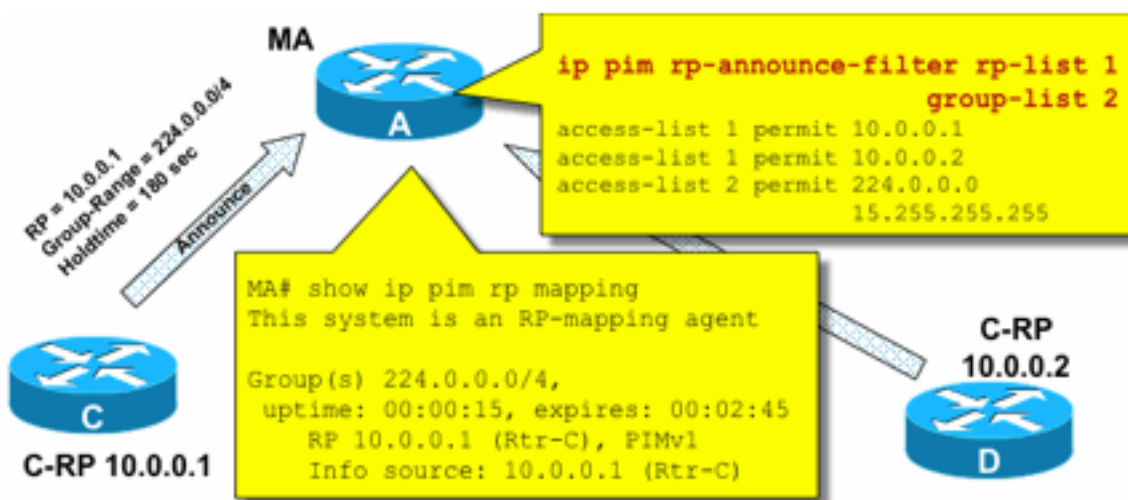 MA
A
ip pim rp-announce-filter rp-list 1
group-list 2
access-list 1 permit 10.0.0.1
access-list 1 permit 10.0.0.2
access-list 2 permit 224.0.0.0
15.255.255.255
RP = 10.0.0.1
Group-Range = 224.0.0.0/4
Holdtime = 180 sec
Announce
MA# show ip pim rp mapping
This system is an RP-mapping agent
Group(s) 224.0.0.0/4,
uptime: 00:00:15, expires: 00:02:45
RP 10.0.0.1 (Rtr-C), PIMv1
Info source: 10.0.0.1 (Rtr-C)
C
C-RP 10.0.0.1
C-RP
10.0.0.2
D